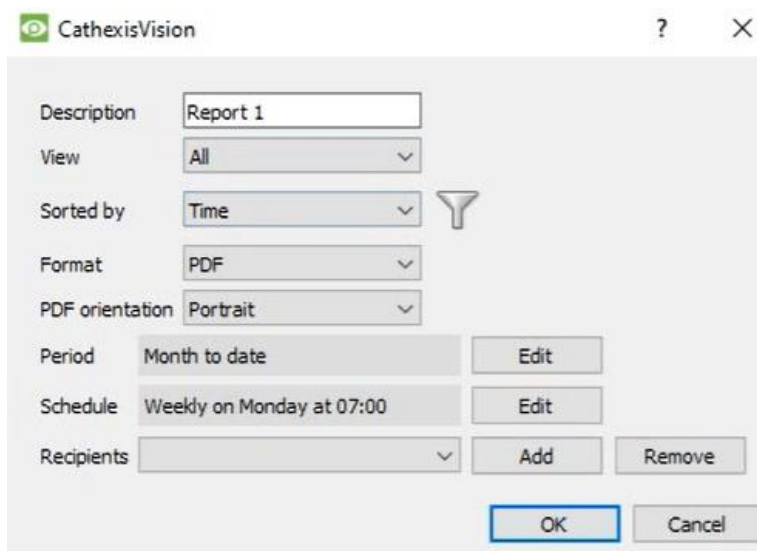 CathexisVision ? ✕
Description Report 1
View All
Sorted by Time
Format PDF
PDF orientation Portrait
Period Month to date Edit
Schedule Weekly on Monday at 07:00 Edit
Recipients Add Remove
OK Cancel